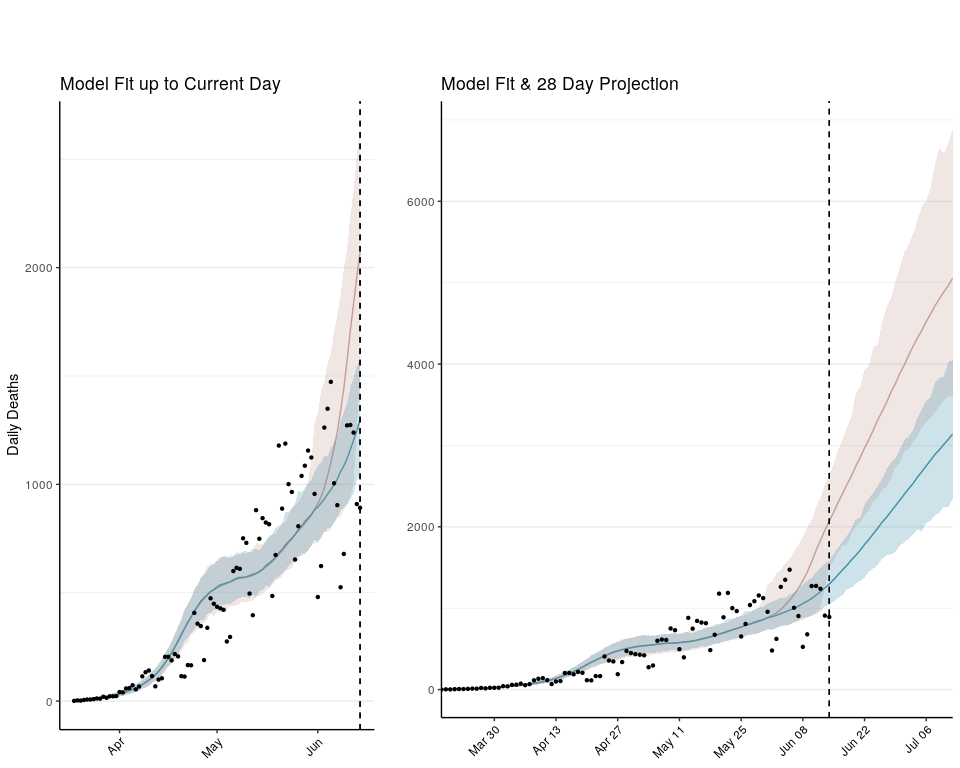 Model Fit up to Current Day
Daily Deaths
2000
1000
0
Apr
May
Jun
Model Fit & 28 Day Projection
6000
4000
2000
0
Mar 30
Apr 13
Apr 27
May 11
May 25
Jun 08
Jun 22
Jul 06